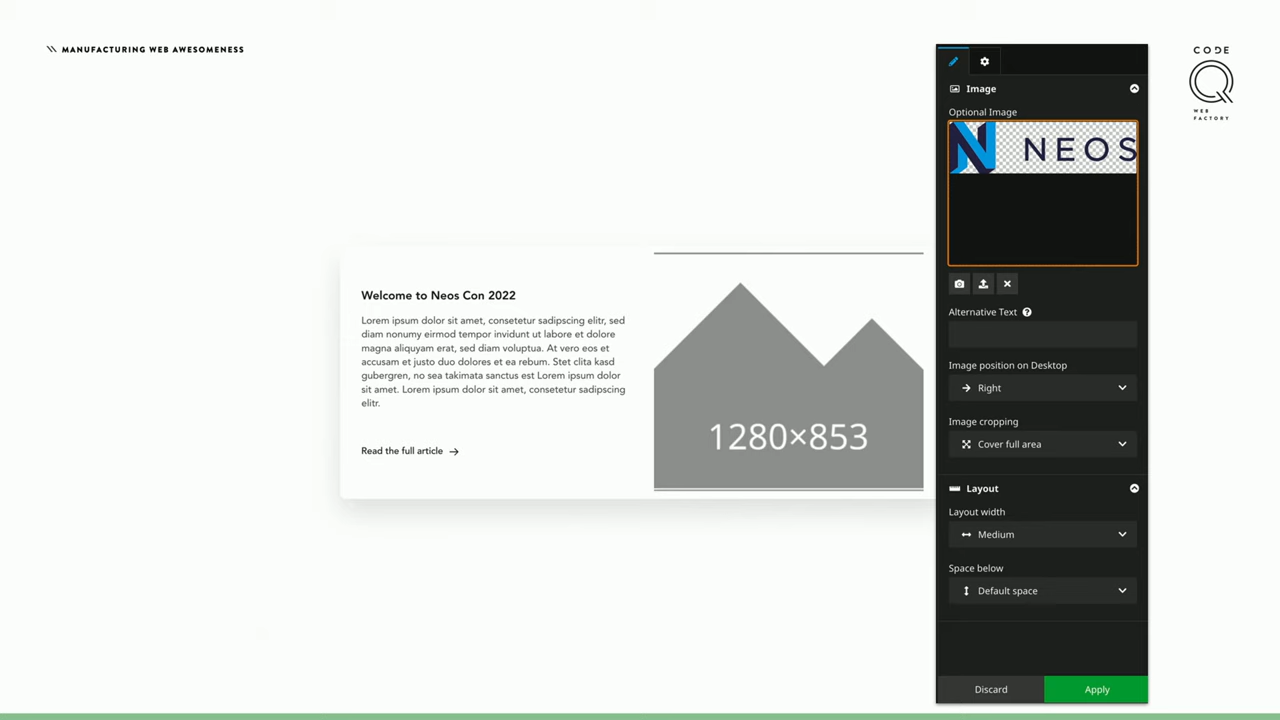 MANUFACTURING WEB AWESOMENESS
CODE
Q
WEB
FACTORY
Image
Optional Image
NEOS
Alternative Text
Image position on Desktop
Right
Image cropping
Cover full area
Layout
Layout width
Medium
Space below
Default space
Discard
Apply
Welcome to Neos Con 2022
Lorem ipsum dolor sit amet, consetetur sadipscing elitr, sed
diam nonumy eirmod tempor invidunt ut labore et dolore
magna aliquyam erat, sed diam voluptua. At vero eos et
accusam et justo duo dolores et ea rebum. Stet clita kasd
gubergren, no sea takimata sanctus est Lorem ipsum dolor
sit amet. Lorem ipsum dolor sit amet, consetetur sadipscing
elitr.
Read the full article
1280×853